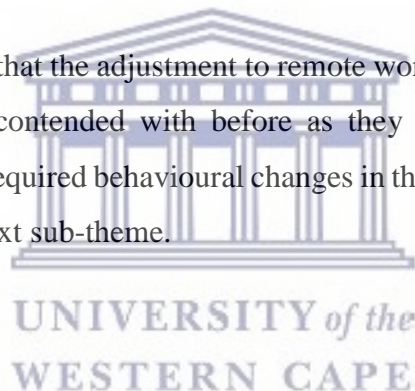 that the adjustment to remote wor
contended with before as they
equired behavioural changes in th
xt sub-theme.
UNIVERSITY of the
WESTERN CAPE